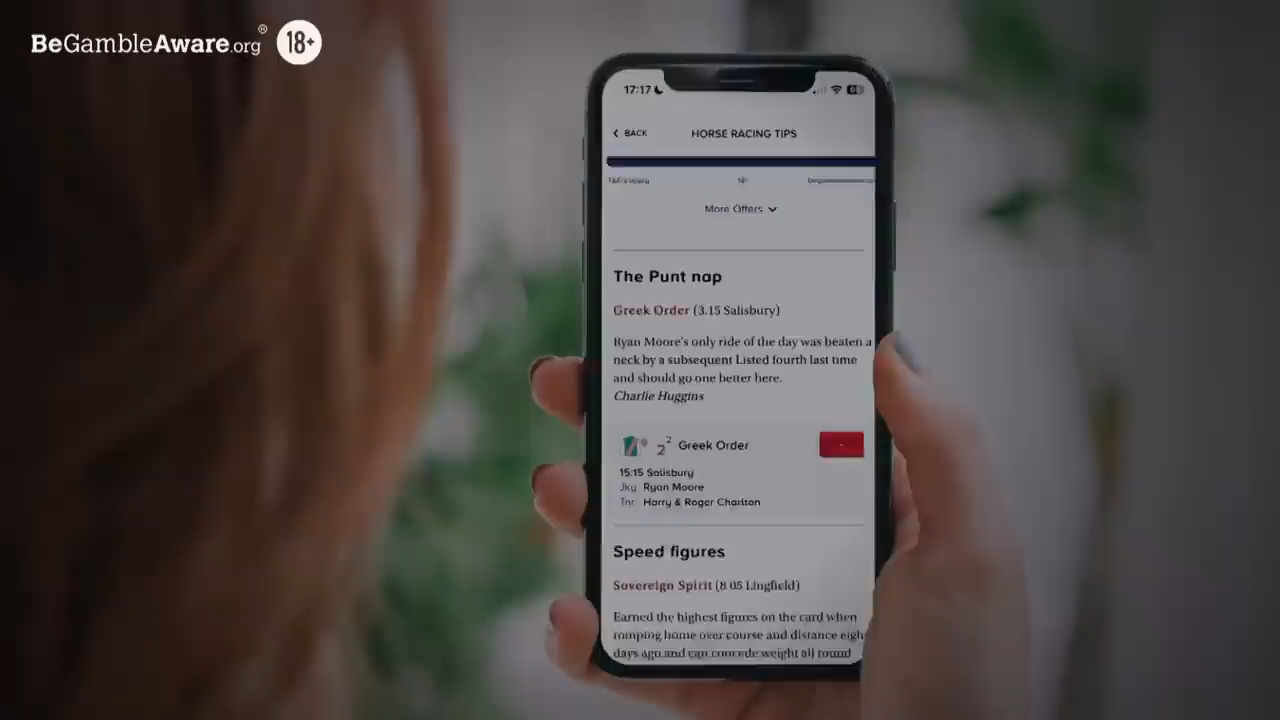 BeGambleAware.org® 18+
17:17
BACK HORSE RACING TIPS
18+
More Offers
The Punt nap
Greek Order (3.15 Salisbury)
Ryan Moore's only ride of the day was beaten a
neck by a subsequent Listed fourth last time
and should go one better here.
Charlie Huggins
2² Greek Order
15:15 Salisbury
Jky: Ryan Moore
Tnr: Harry & Roger Charlton
Speed figures
Sovereign Spirit (8.05 Lingfield)
Earned the highest figures on the card when
romping home over course and distance eigh
days ago and can concede weight all round